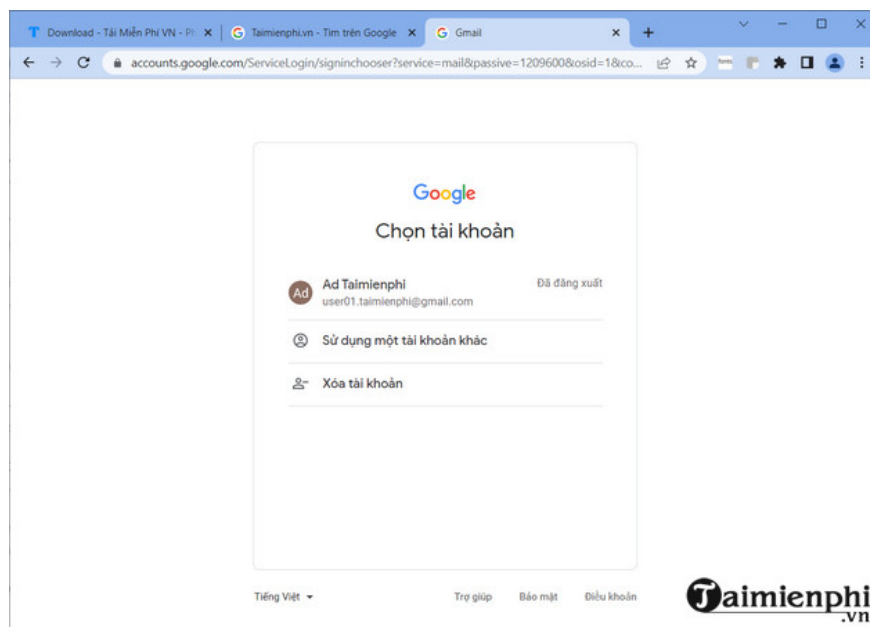 Download - Tải Miễn Phí VN - Ph
Taimienphi.vn - Tìm trên Google
Gmail
accounts.google.com/ServiceLogin/signinchooser?service=mail&passive=1209600&osid=1&co...
Google
Chọn tài khoản
Ad
Ad Taimienphi
Đã đăng xuất
user01.taimienphi@gmail.com
Sử dụng một tài khoản khác
Xóa tài khoản
Tiếng Việt
Trợ giúp
Bảo mật
Điều khoản
Taimienphi
.vn